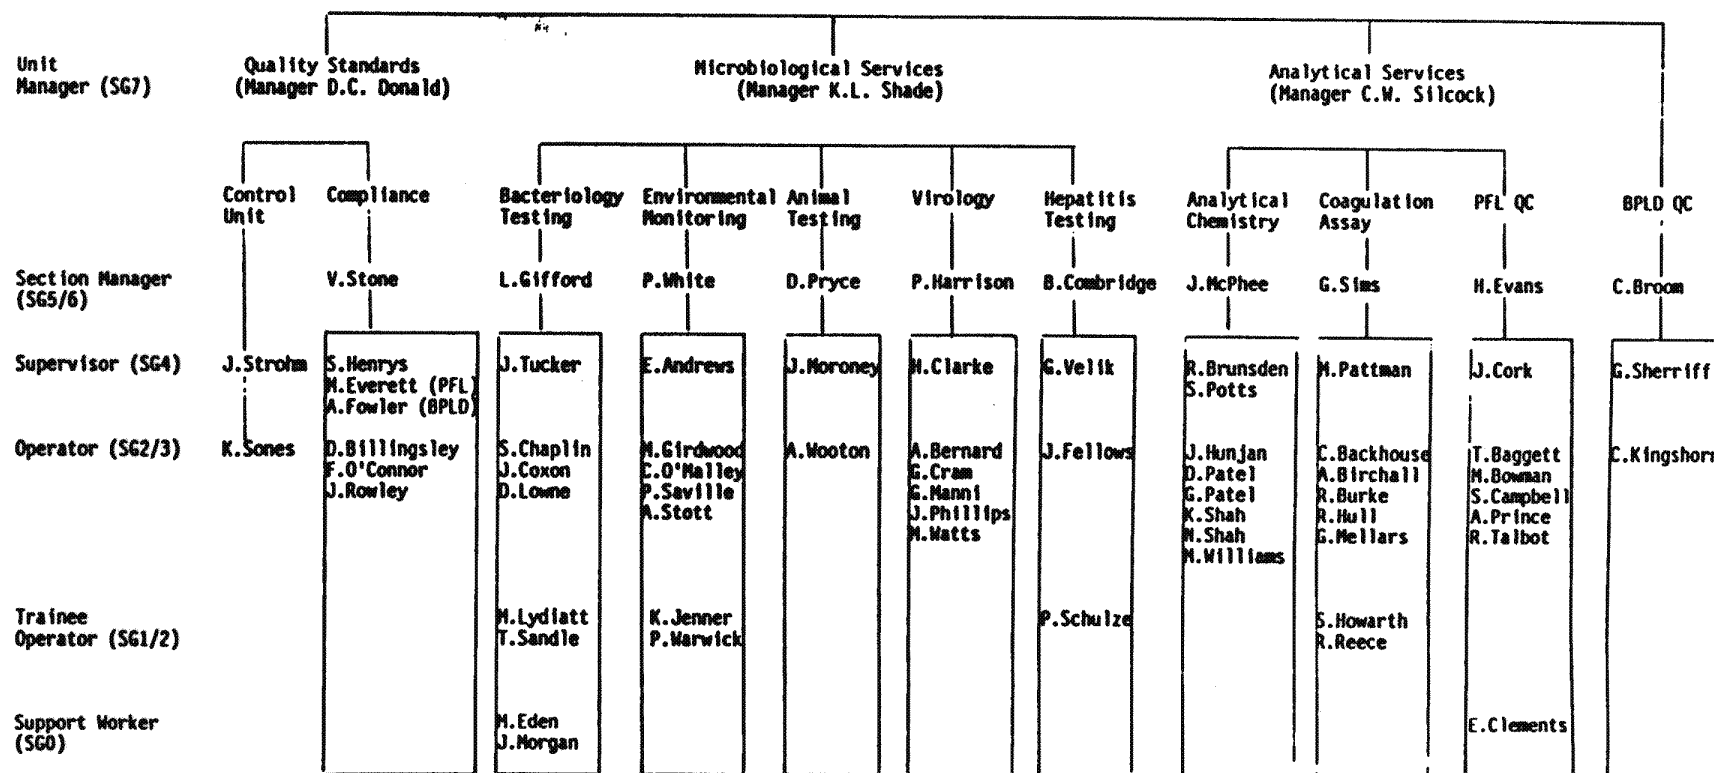 Unit
Manager (SG7)
Quality Standards
(Manager D.C. Donald)
Microbiological Services
(Manager K.L. Shade)
Analytical Services
(Manager C.W. Silcock)
Control
Unit
Compliance
Bacteriology
Testing
Environmental
Monitoring
Animal
Testing
Virology
Hepatitis
Testing
Analytical
Chemistry
Coagulation
Assay
PFL QC
BPLD QC
Section Manager
(SG5/6)
V.Stone
L.Gifford
P.White
D.Pryce
P.Harrison
B.Combridge
J.McPhee
G.Sims
H.Evans
C.Broom
Supervisor (SG4)
J.Strohm
S.Henrys
M.Everett (PFL)
A.Fowler (BPLD)
J.Tucker
E.Andrews
J.Moroney
H.Clarke
G.Velik
R.Brunsden
S.Potts
M.Pattman
J.Cork
G.Sherriff
Operator (SG2/3)
K.Sones
D.Billingsley
F.O'Connor
J.Rowley
S.Chaplin
J.Coxon
D.Lowne
M.Girdwood
C.O'Malley
P.Saville
A.Stott
A.Wooton
A.Bernard
G.Cram
G.Manni
J.Phillips
M.Watts
J.Fellows
J.Hunjan
D.Patel
G.Patel
K.Shah
N.Shah
M.Williams
C.Backhouse
A.Birchall
R.Burke
R.Hull
G.Mellars
T.Baggett
M.Bowman
S.Campbell
A.Prince
R.Talbot
C.Kingshorn
Trainee
Operator (SG1/2)
M.Lydiatt
T.Sandle
K.Jenner
P.Warwick
P.Schulze
S.Howarth
R.Reece
Support Worker
(SG0)
M.Eden
J.Morgan
E.Clements